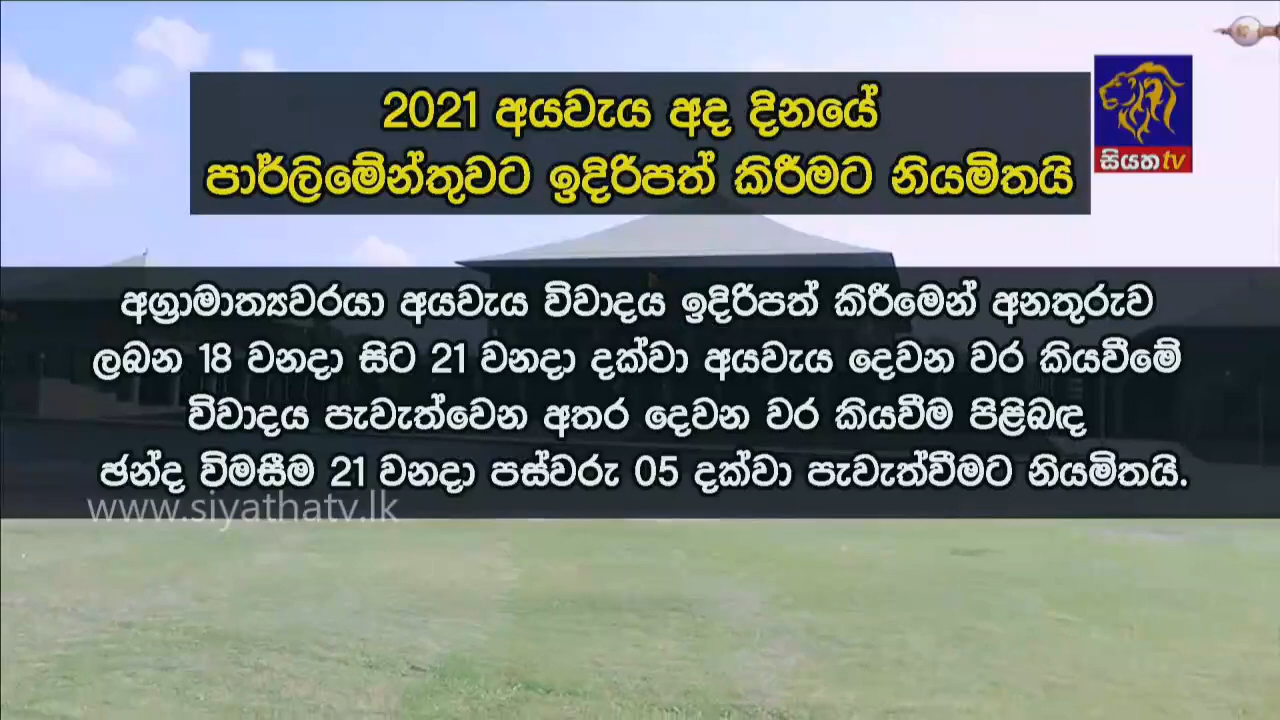 2021 අයවැය අද දිනයේ
පාර්ලිමේන්තුවට ඉදිරිපත් කිරීමට නියමිතයි
සියත tv
අග්‍රාමාත්‍යවරයා අයවැය විවාදය ඉදිරිපත් කිරීමෙන් අනතුරුව
ලබන 18 වනදා සිට 21 වනදා දක්වා අයවැය දෙවන වර කියවීමේ
විවාදය පැවැත්වෙන අතර දෙවන වර කියවීම පිළිබඳ
ඡන්ද විමසීම 21 වනදා පස්වරු 05 දක්වා පැවැත්වීමට නියමිතයි.
www.siyathatv.lk